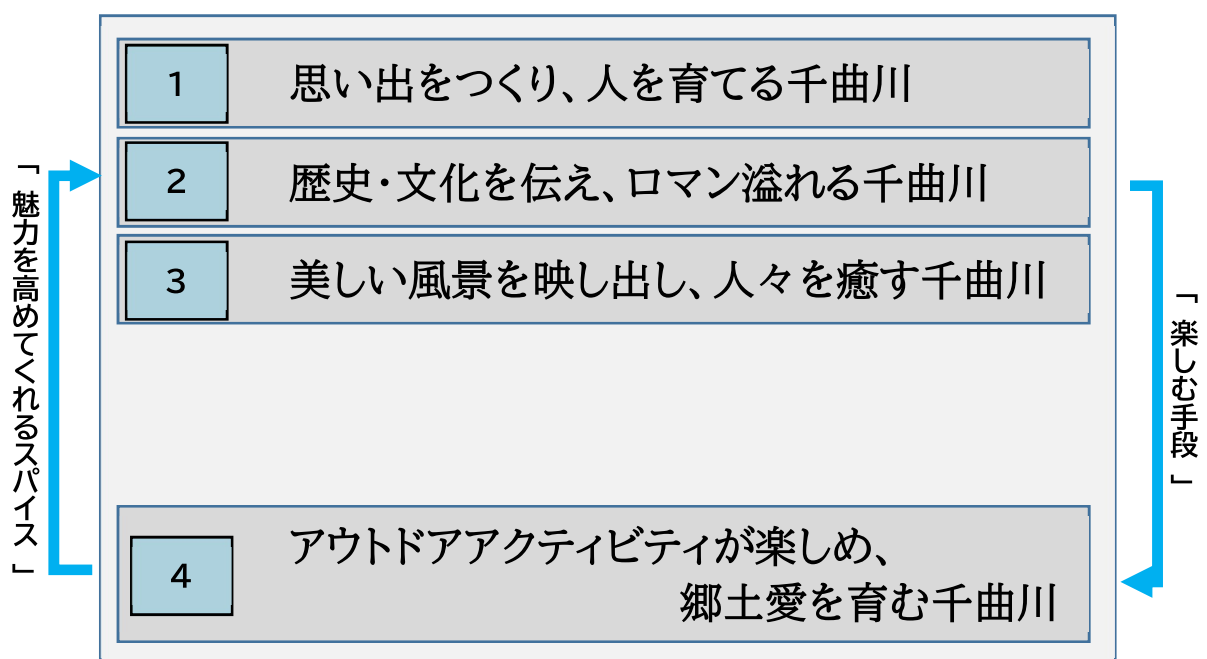 1 思い出をつくり、人を育てる千曲川
2 歴史・文化を伝え、ロマン溢れる千曲川
3 美しい風景を映し出し、人々を癒す千曲川
4 アウトドアアクティビティが楽しめ、
郷土愛を育む千曲川
「魅力を高めてくれるスパイス」
「楽しむ手段」